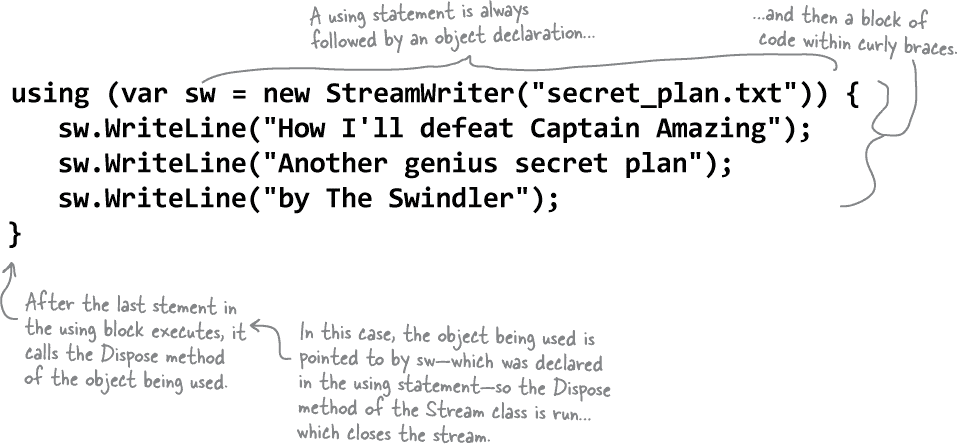 A using statement is always
followed by an object declaration...
...and then a block of
code within curly braces.
using (var sw = new StreamWriter("secret_plan.txt")) {
sw.WriteLine("How I'll defeat Captain Amazing");
sw.WriteLine("Another genius secret plan");
sw.WriteLine("by The Swindler");
}
After the last stement in
the using block executes, it
calls the Dispose method
of the object being used.
In this case, the object being used is
pointed to by sw—which was declared
in the using statement—so the Dispose
method of the Stream class is run...
which closes the stream.